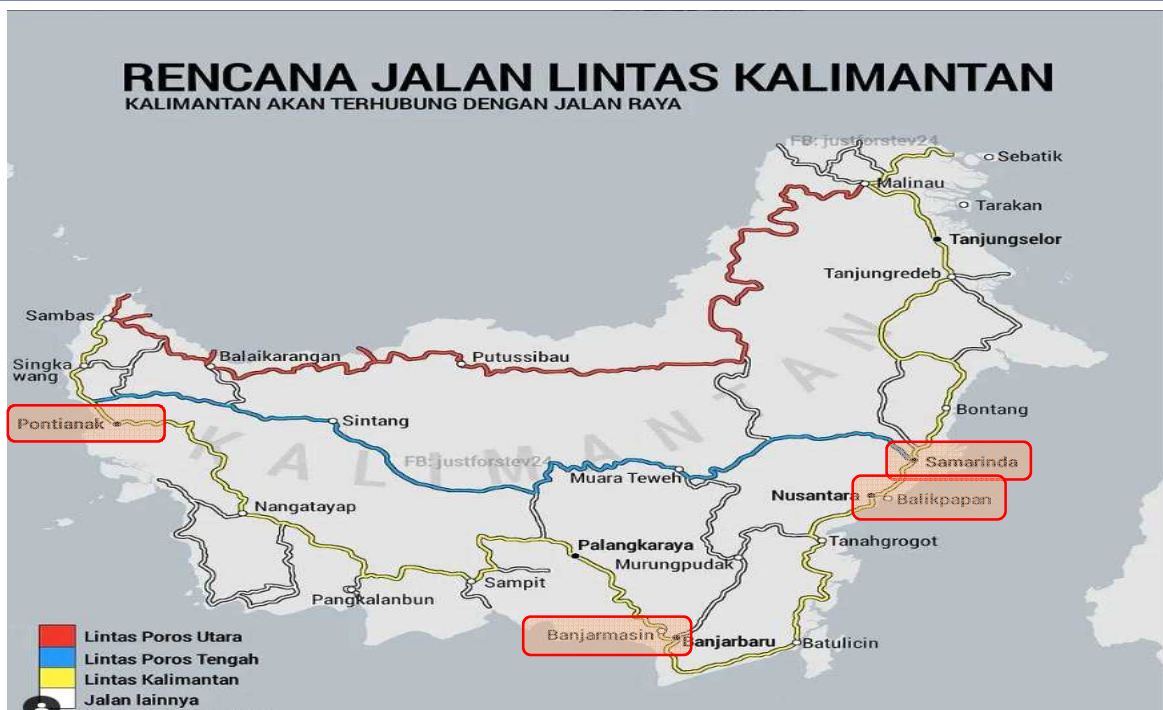 RENCANA JALAN LINTAS KALIMANTAN
KALIMANTAN AKAN TERHUBUNG DENGAN JALAN RAYA
FB: justforstev24
Sebatik
Malinau
Tarakan
Tanjungselor
Tanjungredeb
Sambas
Balaikarangan
Putussibau
Singka
wang
KALIMANTAN
Bontang
Pontianak
Sintang
FB: justforstev24
Samarinda
Muara Teweh
Nusantara
Balikpapan
Nangatayap
Palangkaraya
Tanahgrogot
Murungpudak
Sampit
Pangkalanbun
Banjarmasin
Banjarbaru
Batulicin
Lintas Poros Utara
Lintas Poros Tengah
Lintas Kalimantan
Jalan lainnya